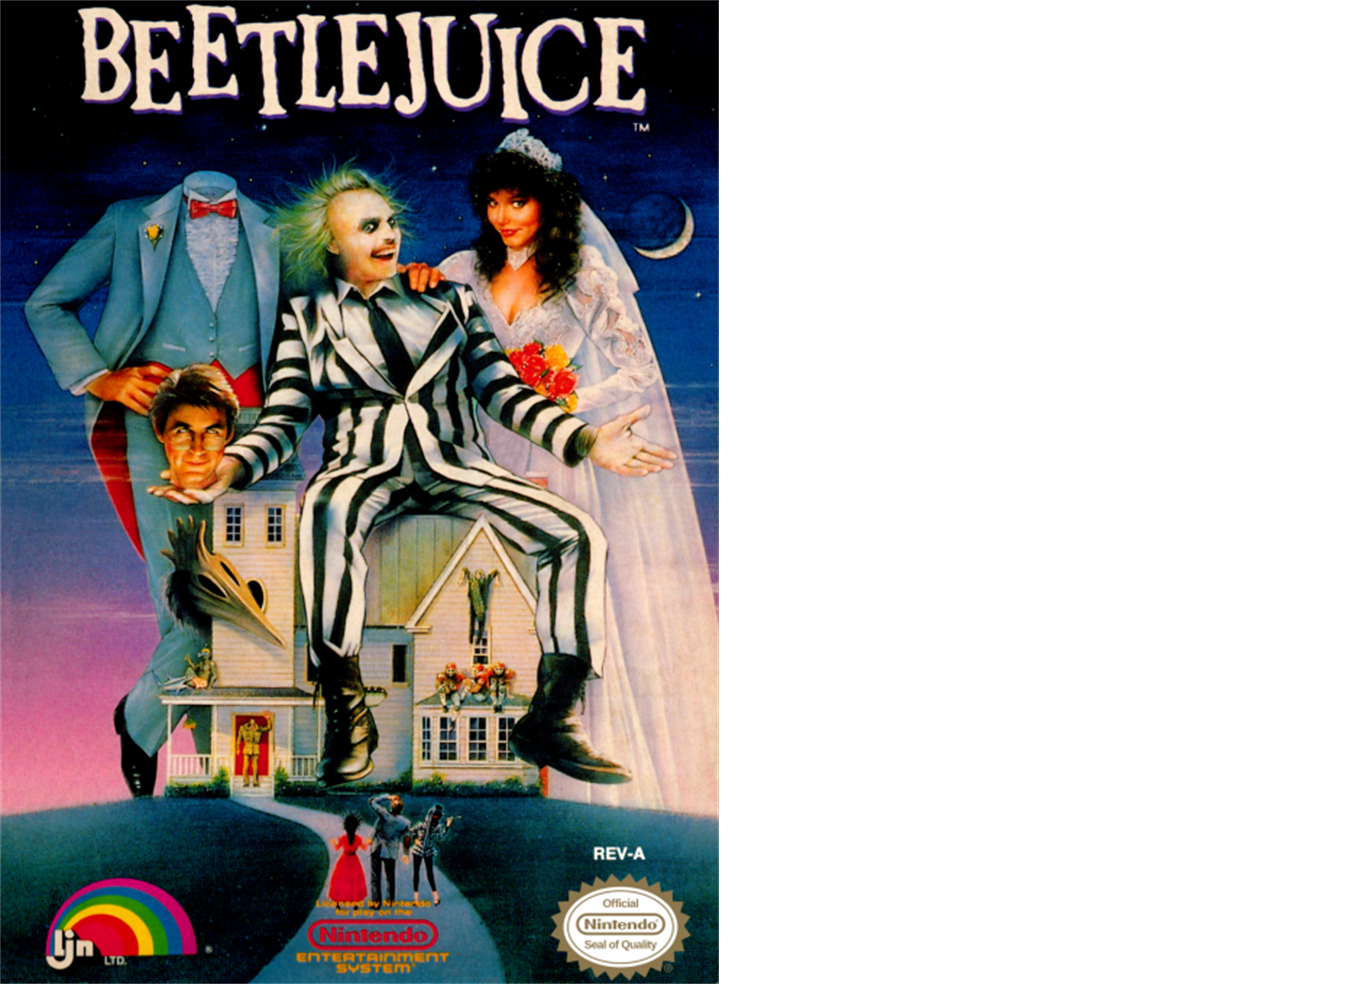 BEETLEJUICE
TM
REV-A
ljn
LTD.
®
Licensed by Nintendo
for play on the
Nintendo
ENTERTAINMENT
SYSTEM®
Official
Nintendo®
Seal of Quality
®